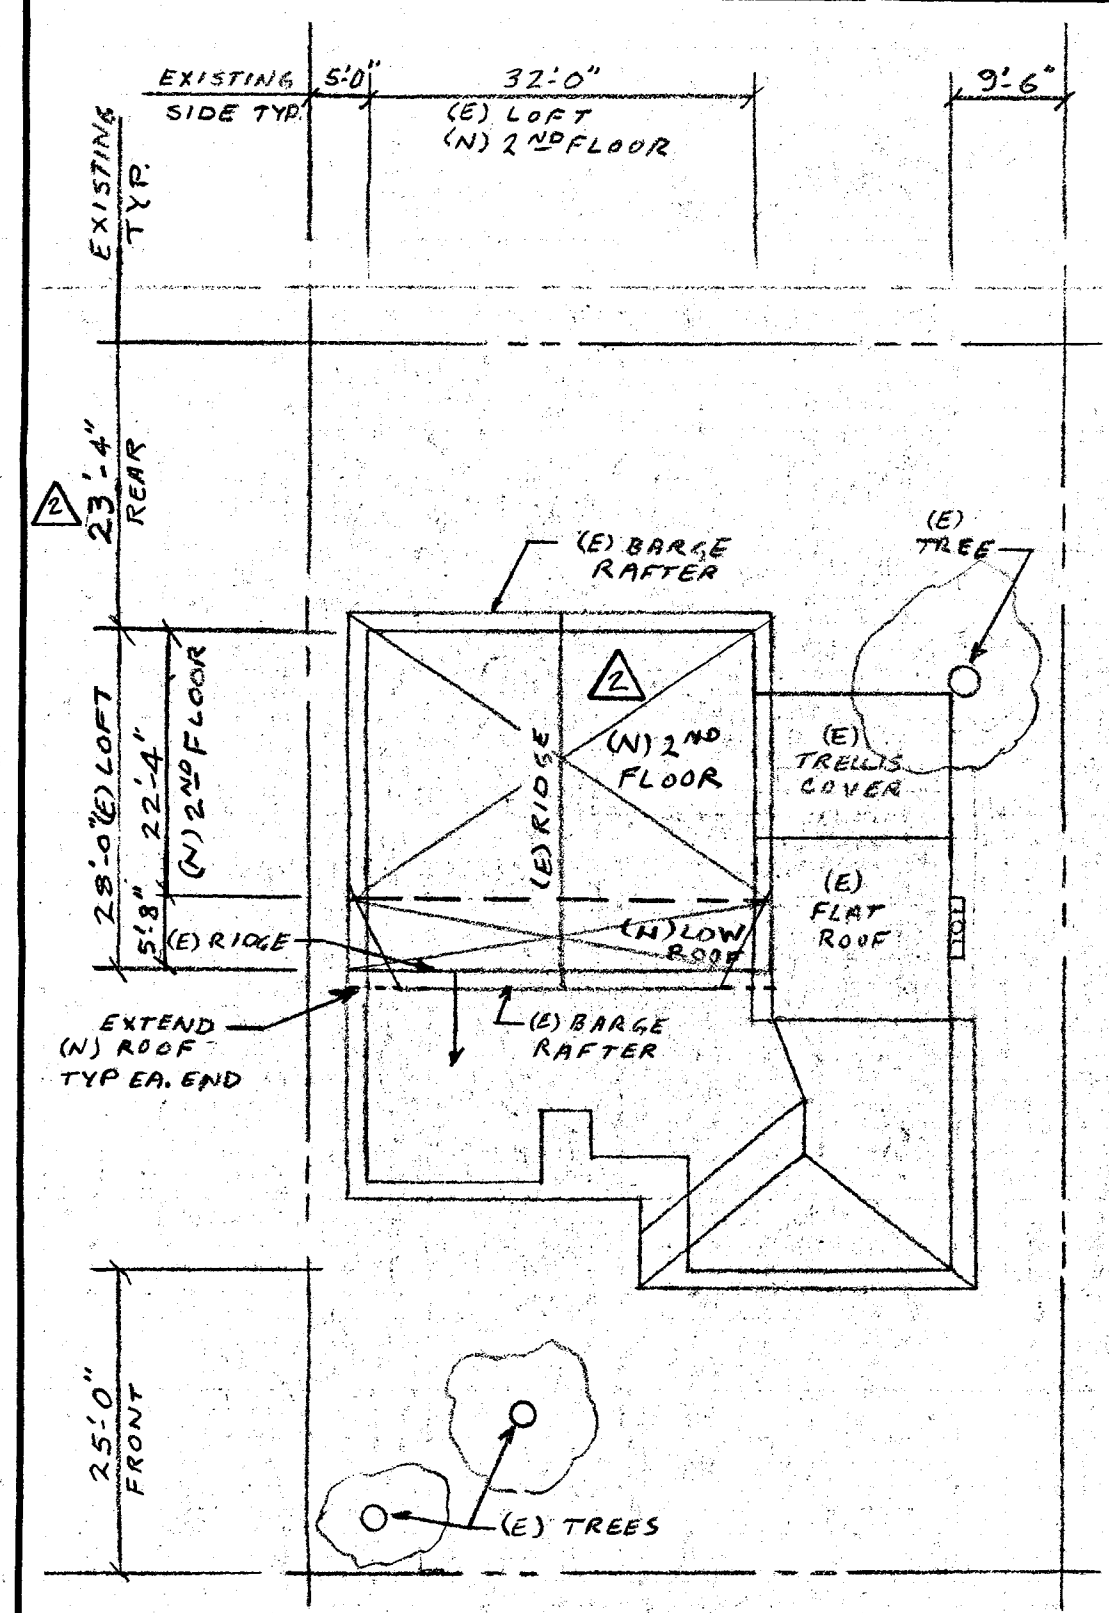 EXISTING
SIDE TYP.
5'-0"
32'-0"
(E) LOFT
(N) 2ND FLOOR
9'-6"
EXISTING
TYP.
2
23'-4"
REAR
(E) BARGE
RAFTER
(E)
TREE
28'-0" (E) LOFT
22'-4"
(N) 2ND FLOOR
5'-8"
2
(E) RIDGE
(N) 2ND
FLOOR
(E)
TRELLIS
COVER
(E)
FLAT
ROOF
(N) LOW
ROOF
(E) RIDGE
EXTEND
(N) ROOF
TYP EA. END
(E) BARGE
RAFTER
25'-0"
FRONT
(E) TREES